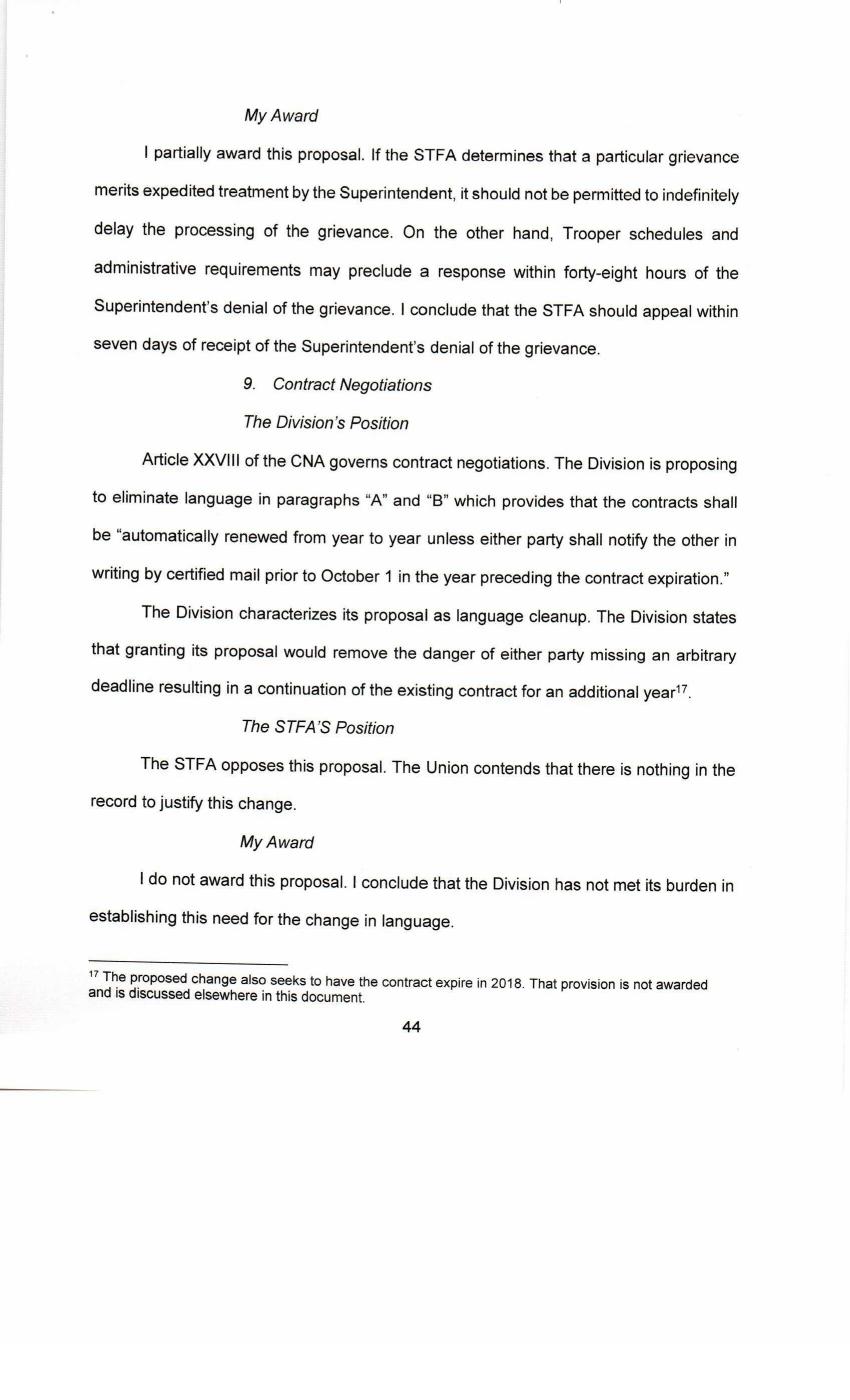 My Award
I partially award this proposal. If the STFA determines that a particular grievance
merits expedited treatment by the Superintendent, it should not be permitted to indefinitely
delay the processing of the grievance. On the other hand, Trooper schedules and
administrative requirements may preclude a response within forty-eight hours of the
Superintendent's denial of the grievance. I conclude that the STFA should appeal within
seven days of receipt of the Superintendent's denial of the grievance.
9. Contract Negotiations
The Division's Position
Article XXVIII of the CNA governs contract negotiations. The Division is proposing
to eliminate language in paragraphs “A” and “B” which provides that the contracts shall
be “automatically renewed from year to year unless either party shall notify the other in
writing by certified mail prior to October 1 in the year preceding the contract expiration.”
The Division characterizes its proposal as language cleanup. The Division states
that granting its proposal would remove the danger of either party missing an arbitrary
deadline resulting in a continuation of the existing contract for an additional year17.
The STFA'S Position
The STFA opposes this proposal. The Union contends that there is nothing in the
record to justify this change.
My Award
I do not award this proposal. I conclude that the Division has not met its burden in
establishing this need for the change in language.
17 The proposed change also seeks to have the contract expire in 2018. That provision is not awarded
and is discussed elsewhere in this document.
44